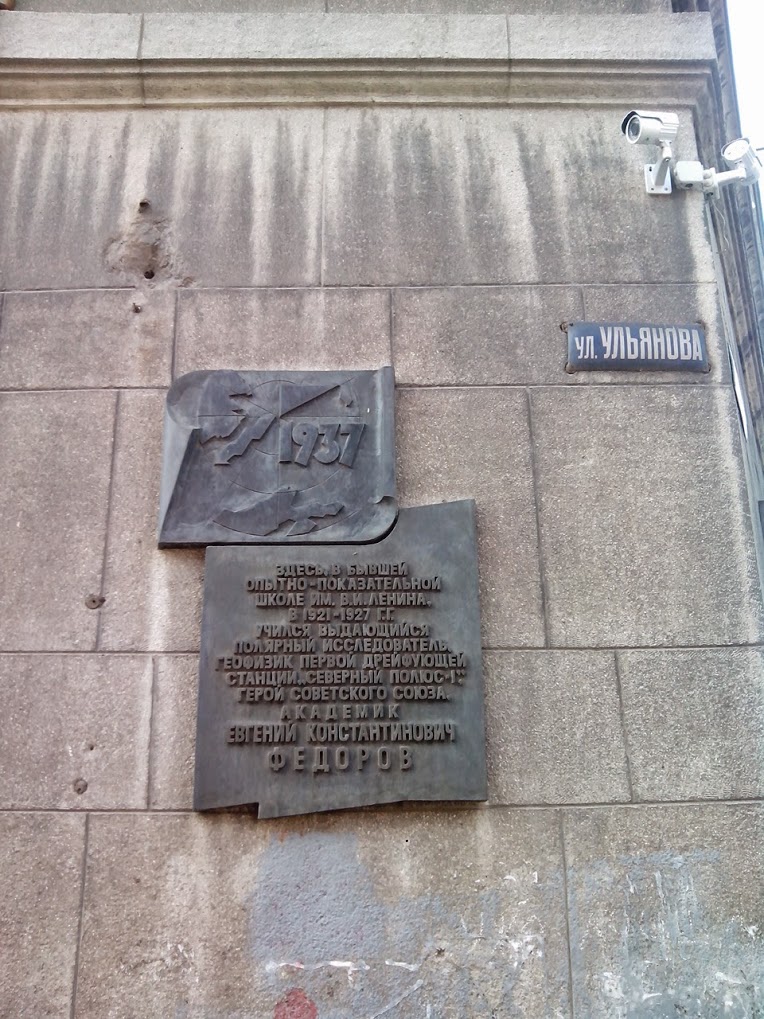 УЛ. УЛЬЯНОВА
1937
ЗДЕСЬ, В БЫВШЕЙ
ОПЫТНО-ПОКАЗАТЕЛЬНОЙ
ШКОЛЕ ИМ. В.И.ЛЕНИНА.
В 1921-1927 Г.Г.
УЧИЛСЯ ВЫДАЮЩИЙСЯ
ПОЛЯРНЫЙ ИССЛЕДОВАТЕЛЬ,
ГЕОФИЗИК ПЕРВОЙ ДРЕЙФУЮЩЕЙ
СТАНЦИИ „СЕВЕРНЫЙ ПОЛЮС-1"
ГЕРОЙ СОВЕТСКОГО СОЮЗА.
АКАДЕМИК
ЕВГЕНИЙ КОНСТАНТИНОВИЧ
ФЕДОРОВ